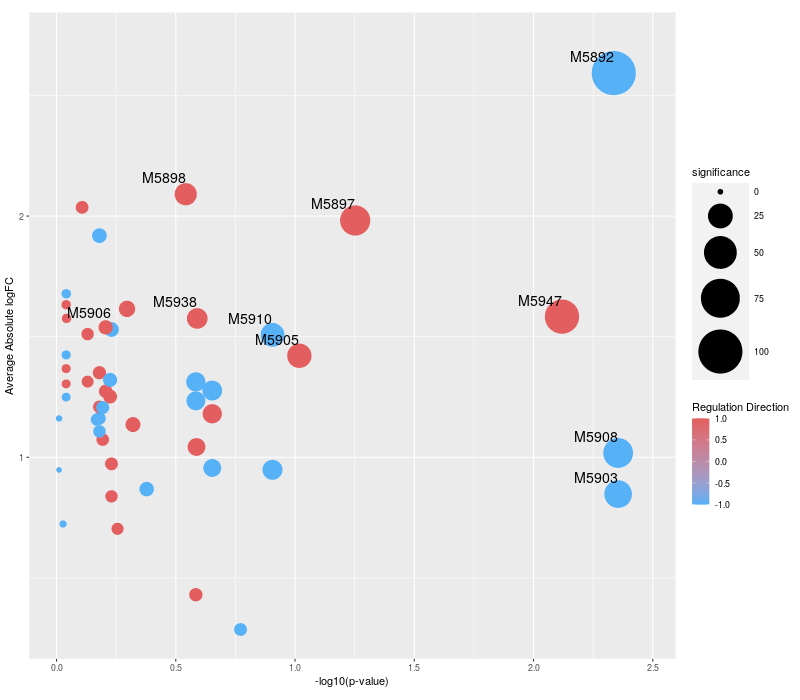 M5892
M5898
M5897
M5906
M5938
M5910
M5905
M5947
M5908
M5903
2
1
Average Absolute logFC
0.0
0.5
1.0
1.5
2.0
2.5
-log10(p-value)
significance
0
25
50
75
100
Regulation Direction
1.0
0.5
0.0
-0.5
-1.0